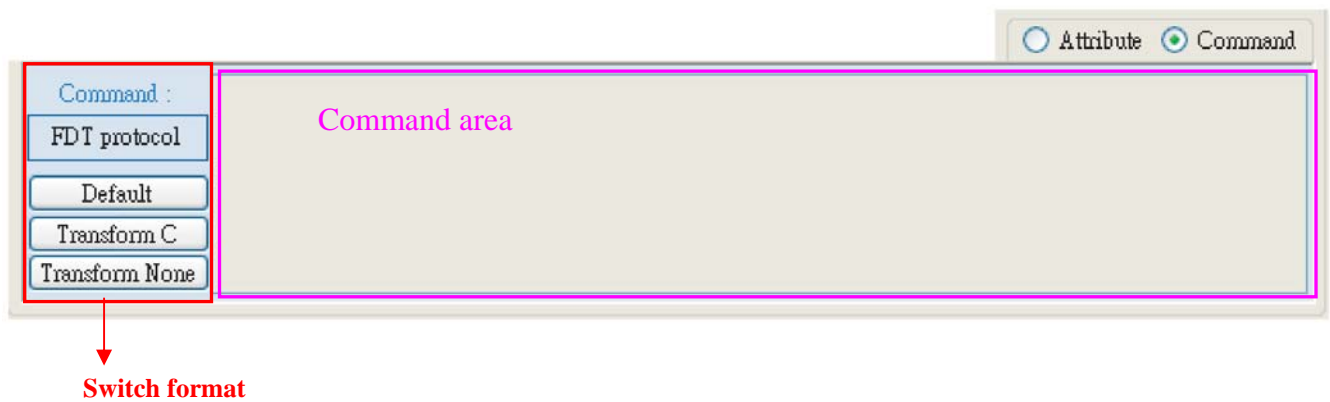 Attribute Command
Command :
Command area
FDT protocol
Default
Transform C
Transform None
Switch format